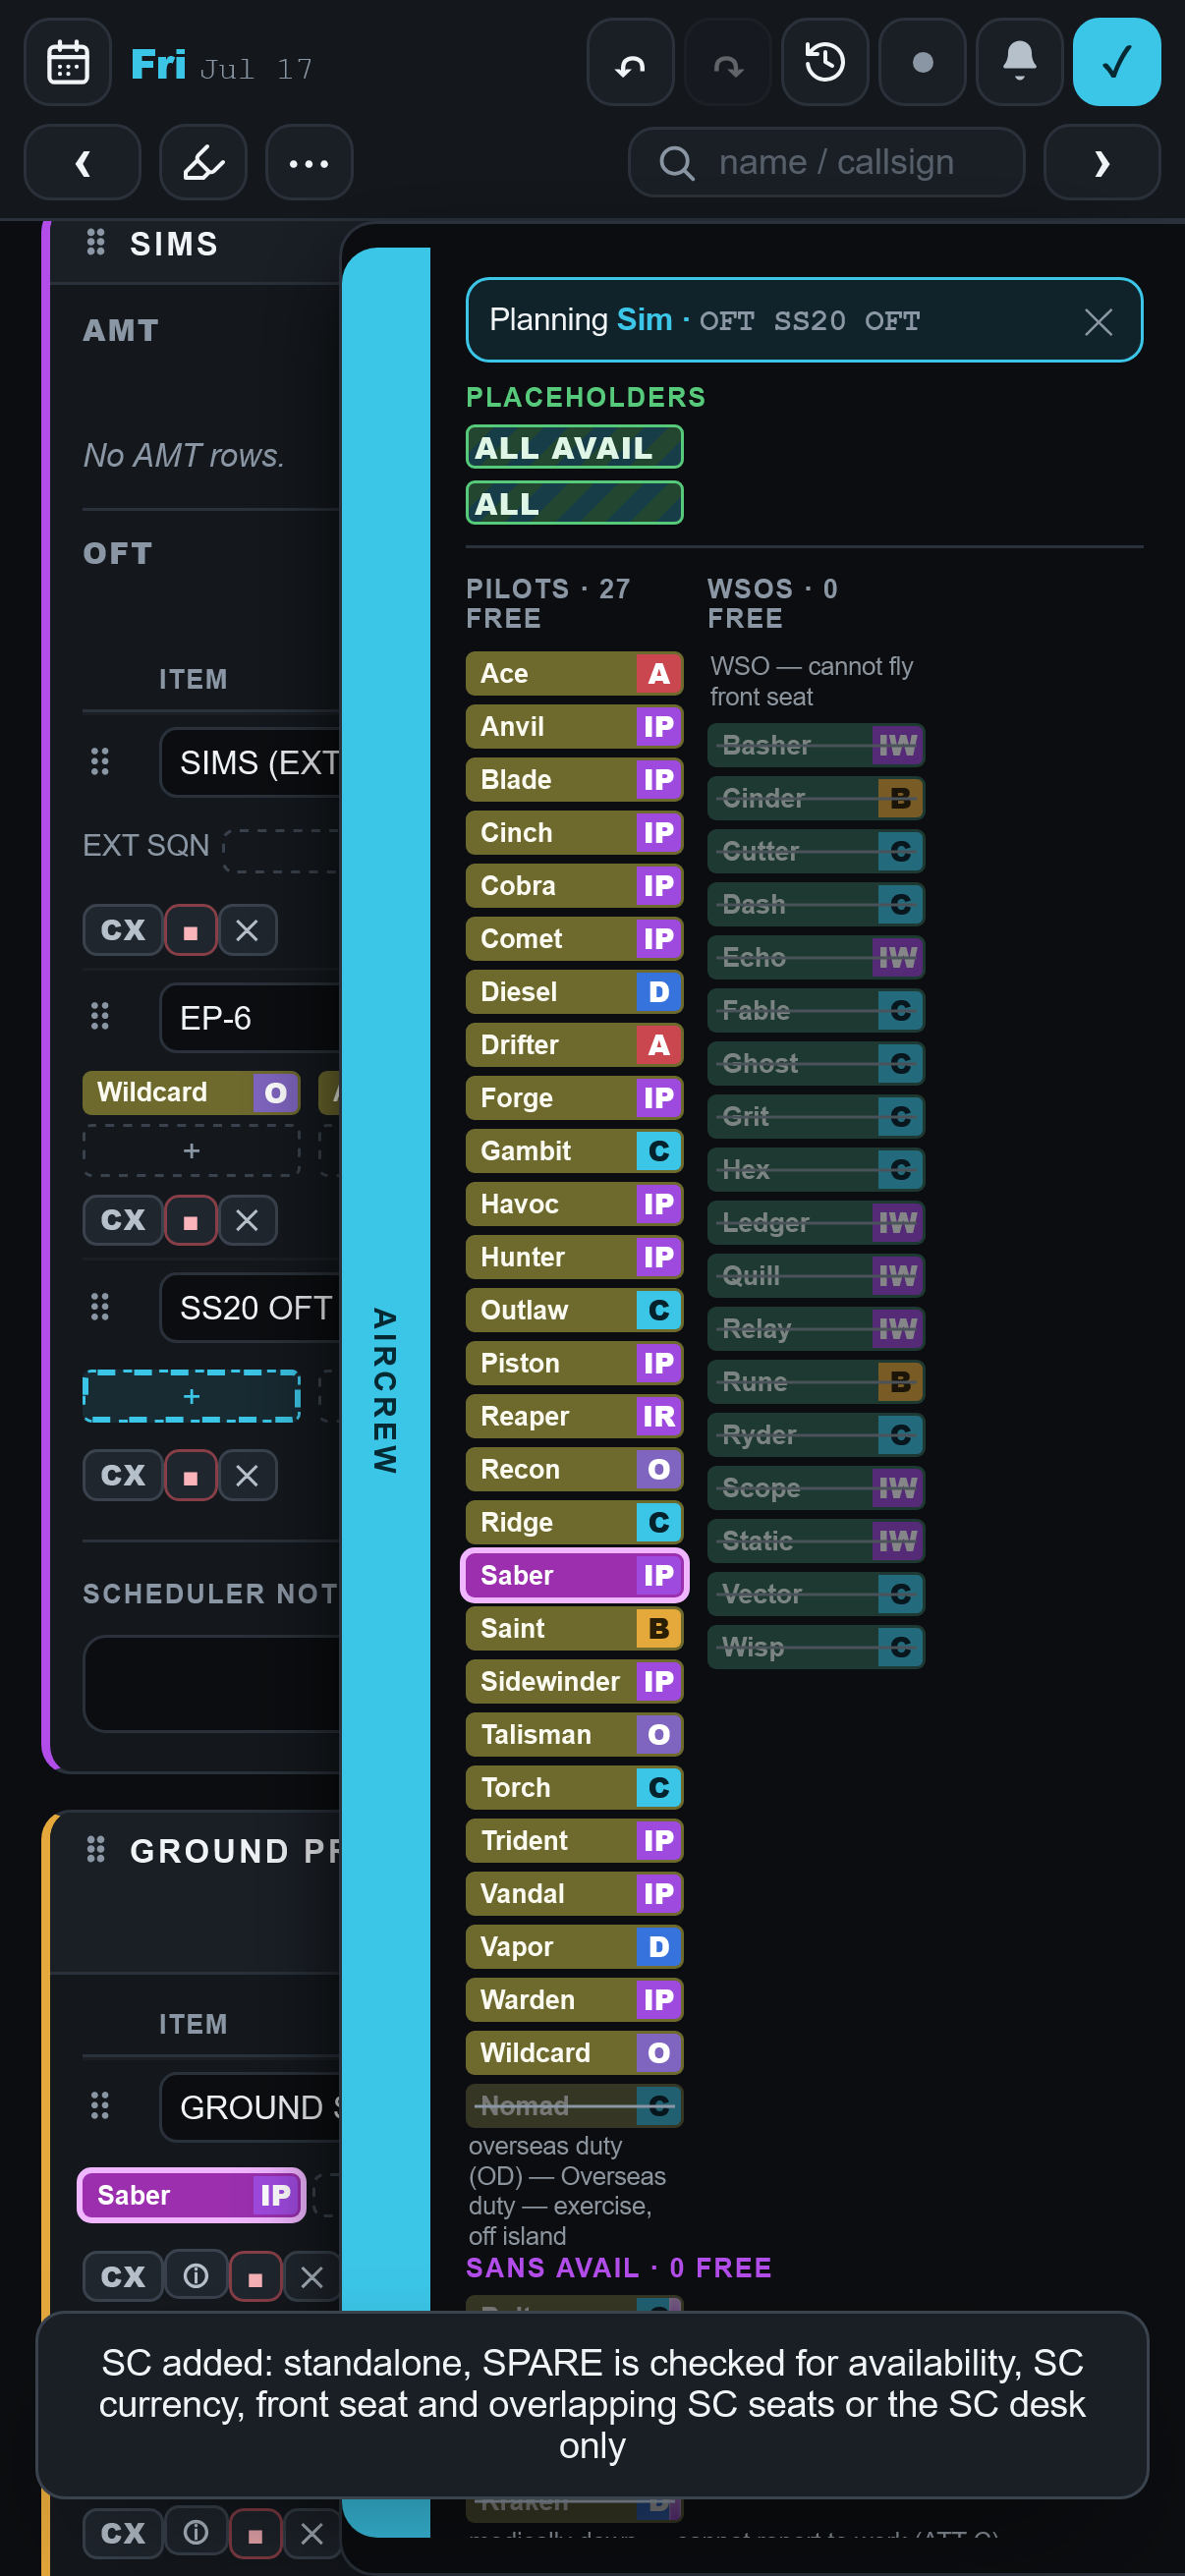 Fri Jul 17
name / callsign
SIMS
AMT
No AMT rows.
OFT
ITEM
SIMS (EXT
EXT SQN
CX
EP-6
Wildcard O
+
CX
SS20 OFT
+
CX
SCHEDULER NOT
GROUND PR
ITEM
GROUND S
Saber IP
CX
CX
AIRCREW
Planning Sim · OFT SS20 OFT
PLACEHOLDERS
ALL AVAIL
ALL
PILOTS · 27
FREE
Ace A
Anvil IP
Blade IP
Cinch IP
Cobra IP
Comet IP
Diesel D
Drifter A
Forge IP
Gambit C
Havoc IP
Hunter IP
Outlaw C
Piston IP
Reaper IR
Recon O
Ridge C
Saber IP
Saint B
Sidewinder IP
Talisman O
Torch C
Trident IP
Vandal IP
Vapor D
Warden IP
Wildcard O
Nomad C
overseas duty
(OD) — Overseas
duty — exercise,
off island
WSOS · 0
FREE
WSO — cannot fly
front seat
Basher IW
Cinder B
Cutter C
Dash C
Echo IW
Fable C
Ghost C
Grit C
Hex C
Ledger IW
Quill IW
Relay IW
Rune B
Ryder C
Scope IW
Static IW
Vector C
Wisp C
SANS AVAIL · 0 FREE
SC added: standalone, SPARE is checked for availability, SC
currency, front seat and overlapping SC seats or the SC desk
only
Kraken